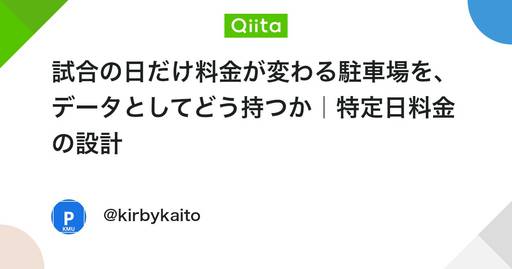 Qiita
試合の日だけ料金が変わる駐車場を、
データとしてどう持つか｜特定日料金
の設計
P
KMU
@kirbykaito